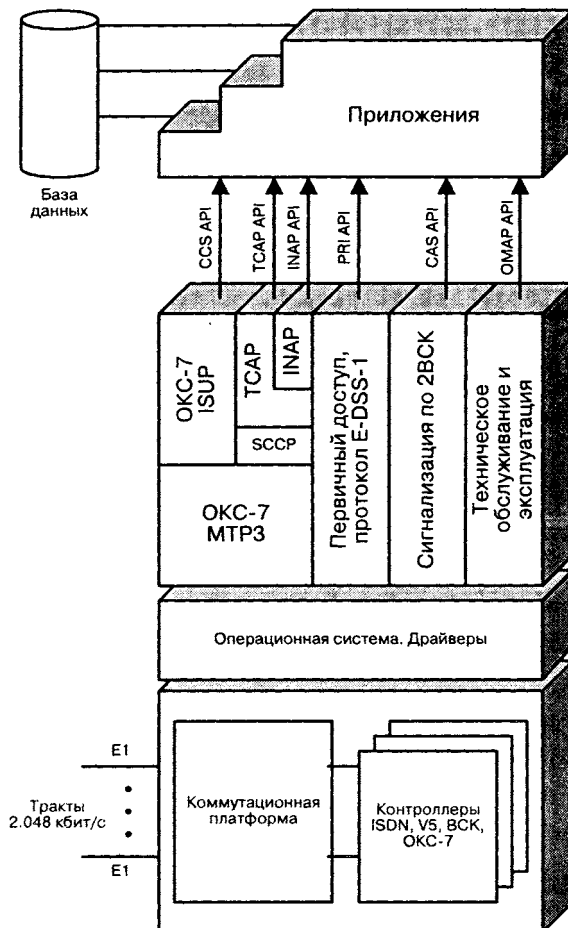 Приложения
База
данных
CCS API
TCAP API
INAP API
PRI API
CAS API
OMAP API
ОКС-7
ISUP
TCAP
INAP
SCCP
ОКС-7
МТР3
Первичный доступ,
протокол E-DSS-1
Сигнализация по 2ВСК
Техническое
обслуживание и
эксплуатация
Операционная система. Драйверы
E1
Тракты
2.048 кбит/с
E1
Коммутационная
платформа
Контроллеры
ISDN, V5, ВСК,
ОКС-7